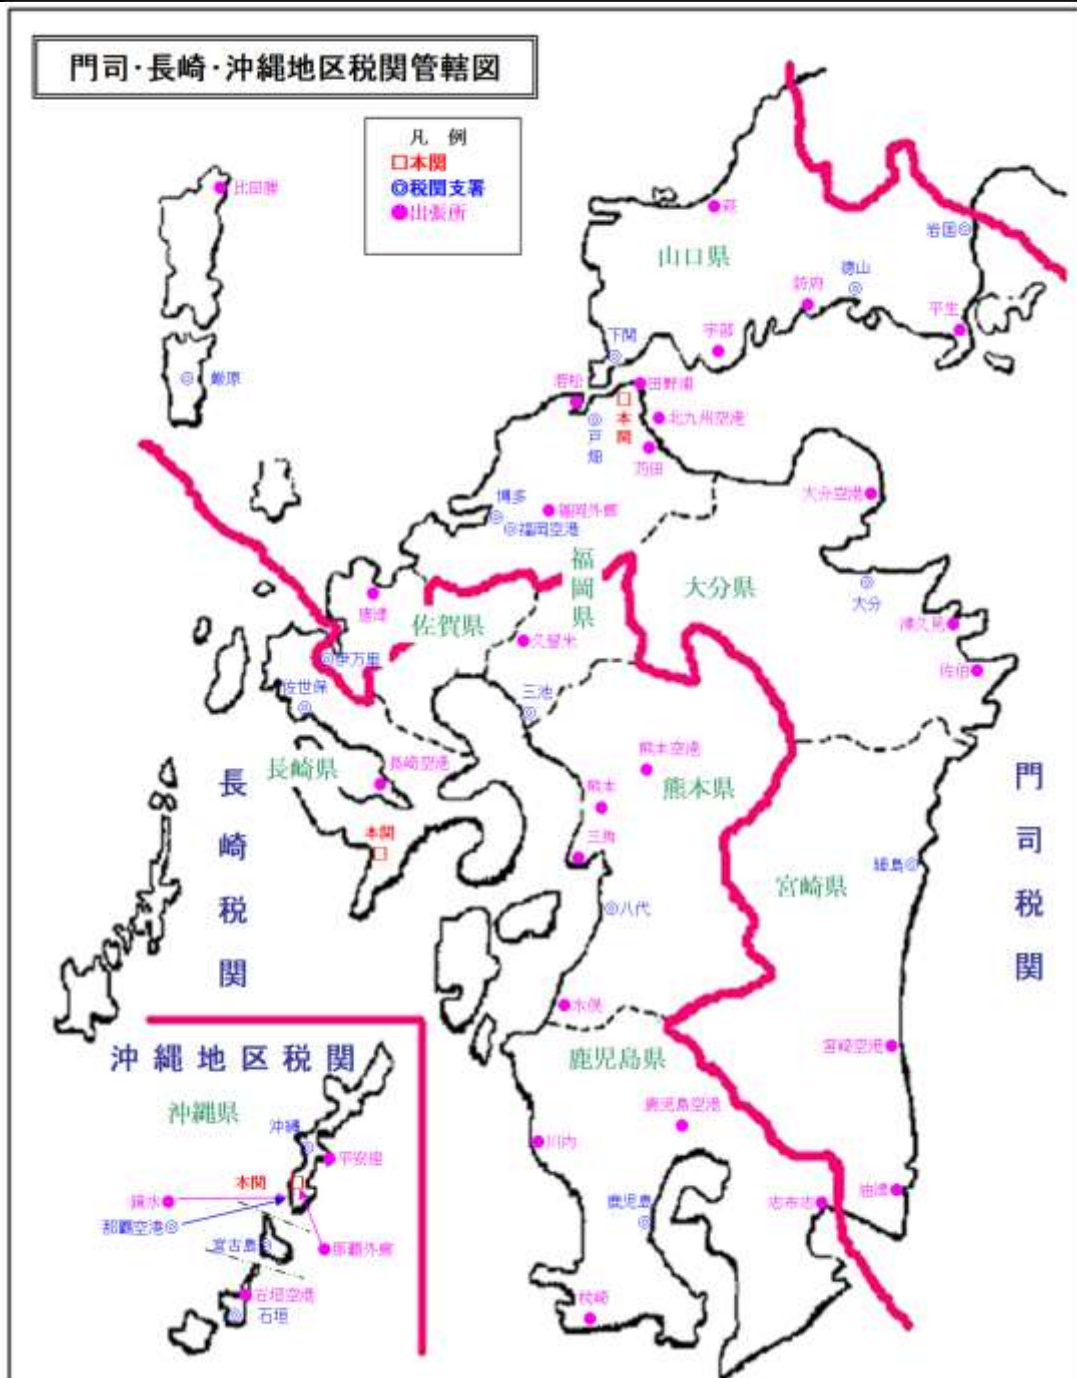 門司・長崎・沖縄地区税関管轄図
凡 例
□本関
◎税関支署
●出張所
比田勝
萩
岩国
山口県
徳山
防府
平生
宇部
下関
厳原
若松
田野浦
□本関
北九州空港
戸畑
苅田
博多
福岡外郵
福岡空港
大分空港
福岡県
大分県
大分
唐津
佐賀県
久留米
津久見
伊万里
佐世保
三池
佐伯
長崎県
長崎空港
熊本空港
熊本県
熊本
本関
三角
長崎税関
門司税関
細島
宮崎県
八代
水俣
沖縄地区税関
鹿児島県
宮崎空港
沖縄県
沖縄
平安座
鹿児島空港
川内
本関
鏡水
那覇空港
宮古島
那覇外郵
鹿児島
志布志
油津
石垣空港
石垣
枕崎